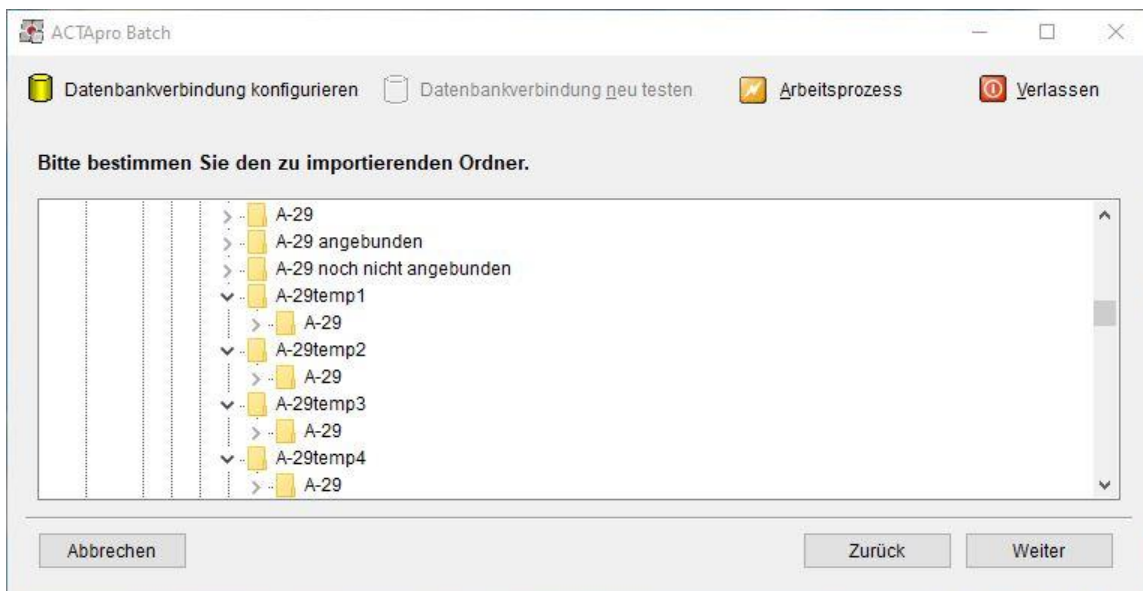 ACTApro Batch
Datenbankverbindung konfigurieren Datenbankverbindung neu testen Arbeitsprozess Verlassen
Bitte bestimmen Sie den zu importierenden Ordner.
A-29
A-29 angebunden
A-29 noch nicht angebunden
A-29temp1
A-29
A-29temp2
A-29
A-29temp3
A-29
A-29temp4
A-29
Abbrechen Zurück Weiter